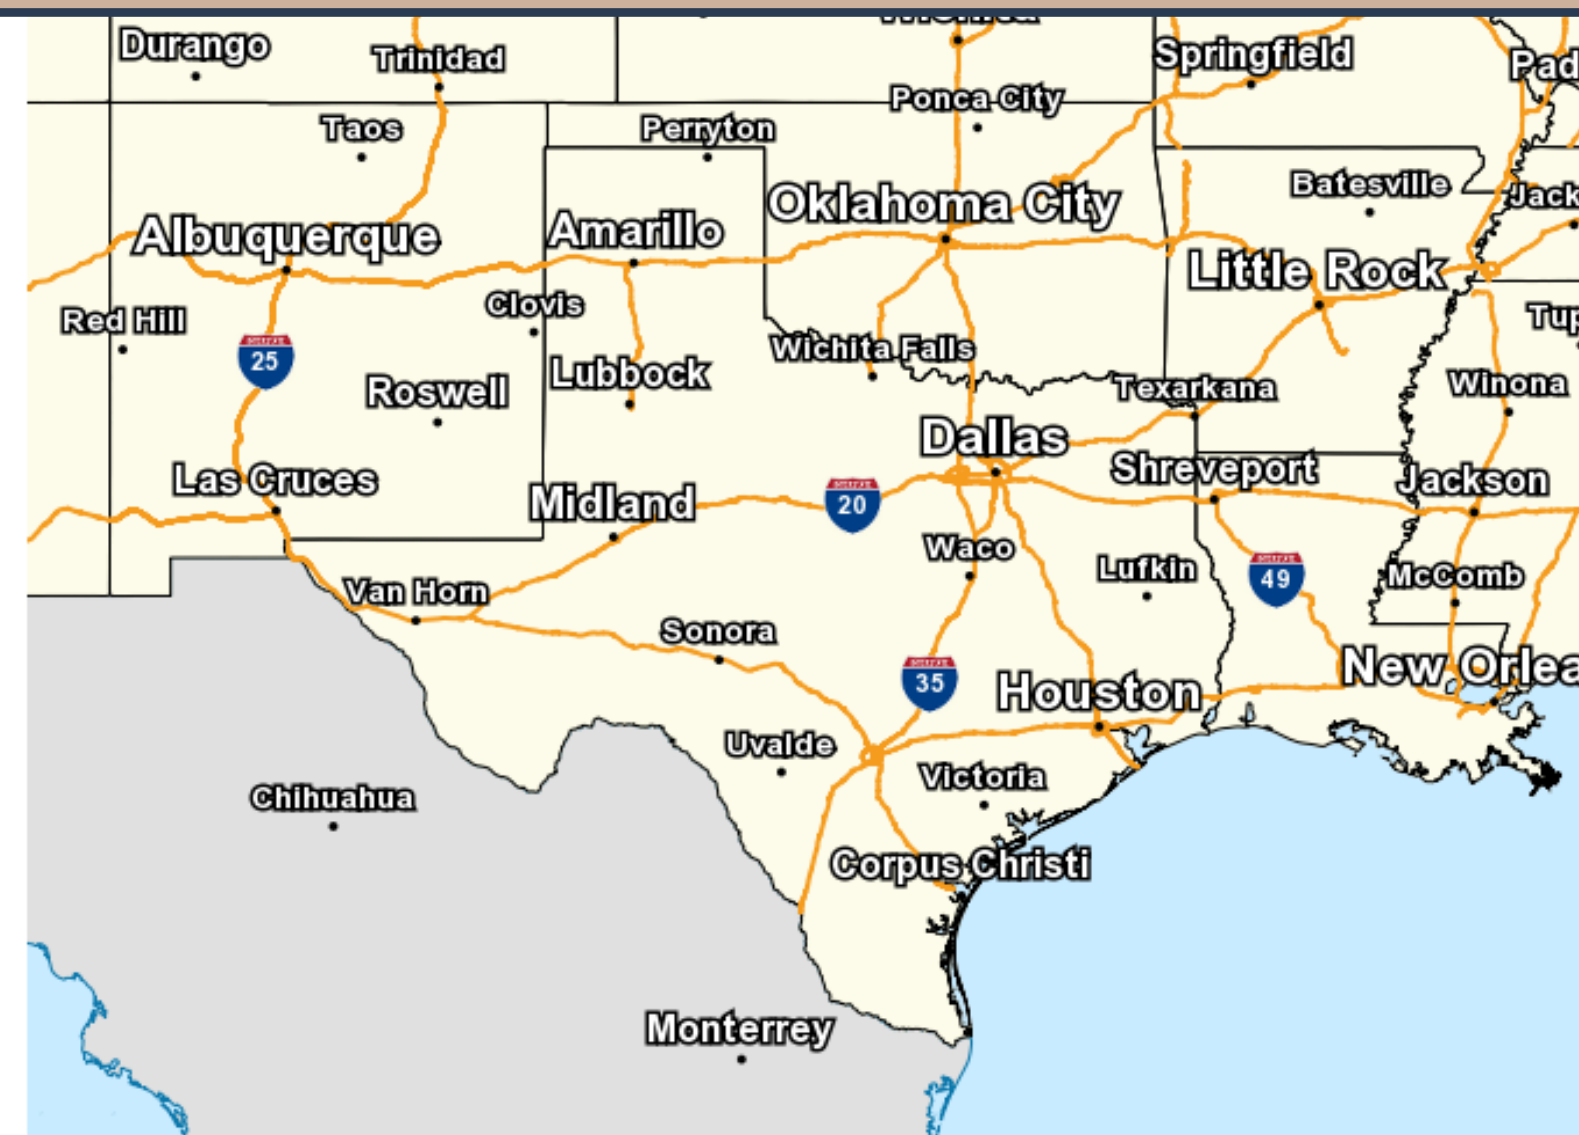 Durango
Trinidad
Wichita
Springfield
Pad
Ponca City
Taos
Perryton
Batesville
Jack
Oklahoma City
Albuquerque
Amarillo
Little Rock
Red Hill
Clovis
Tup
25
Wichita Falls
Lubbock
Roswell
Texarkana
Winona
Dallas
Las Cruces
Shreveport
Jackson
Midland
20
Waco
Lufkin
49
McComb
Van Horn
Sonora
35
Houston
New Orlea
Uvalde
Victoria
Chihuahua
Corpus Christi
Monterrey